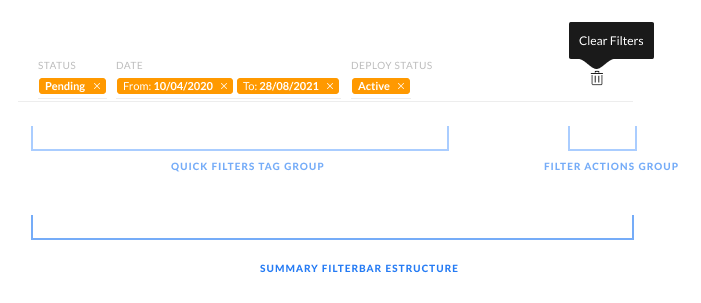 Clear Filters
STATUS DATE DEPLOY STATUS
Pending × From: 10/04/2020 × To: 28/08/2021 × Active ×
QUICK FILTERS TAG GROUP FILTER ACTIONS GROUP
SUMMARY FILTERBAR ESTRUCTURE